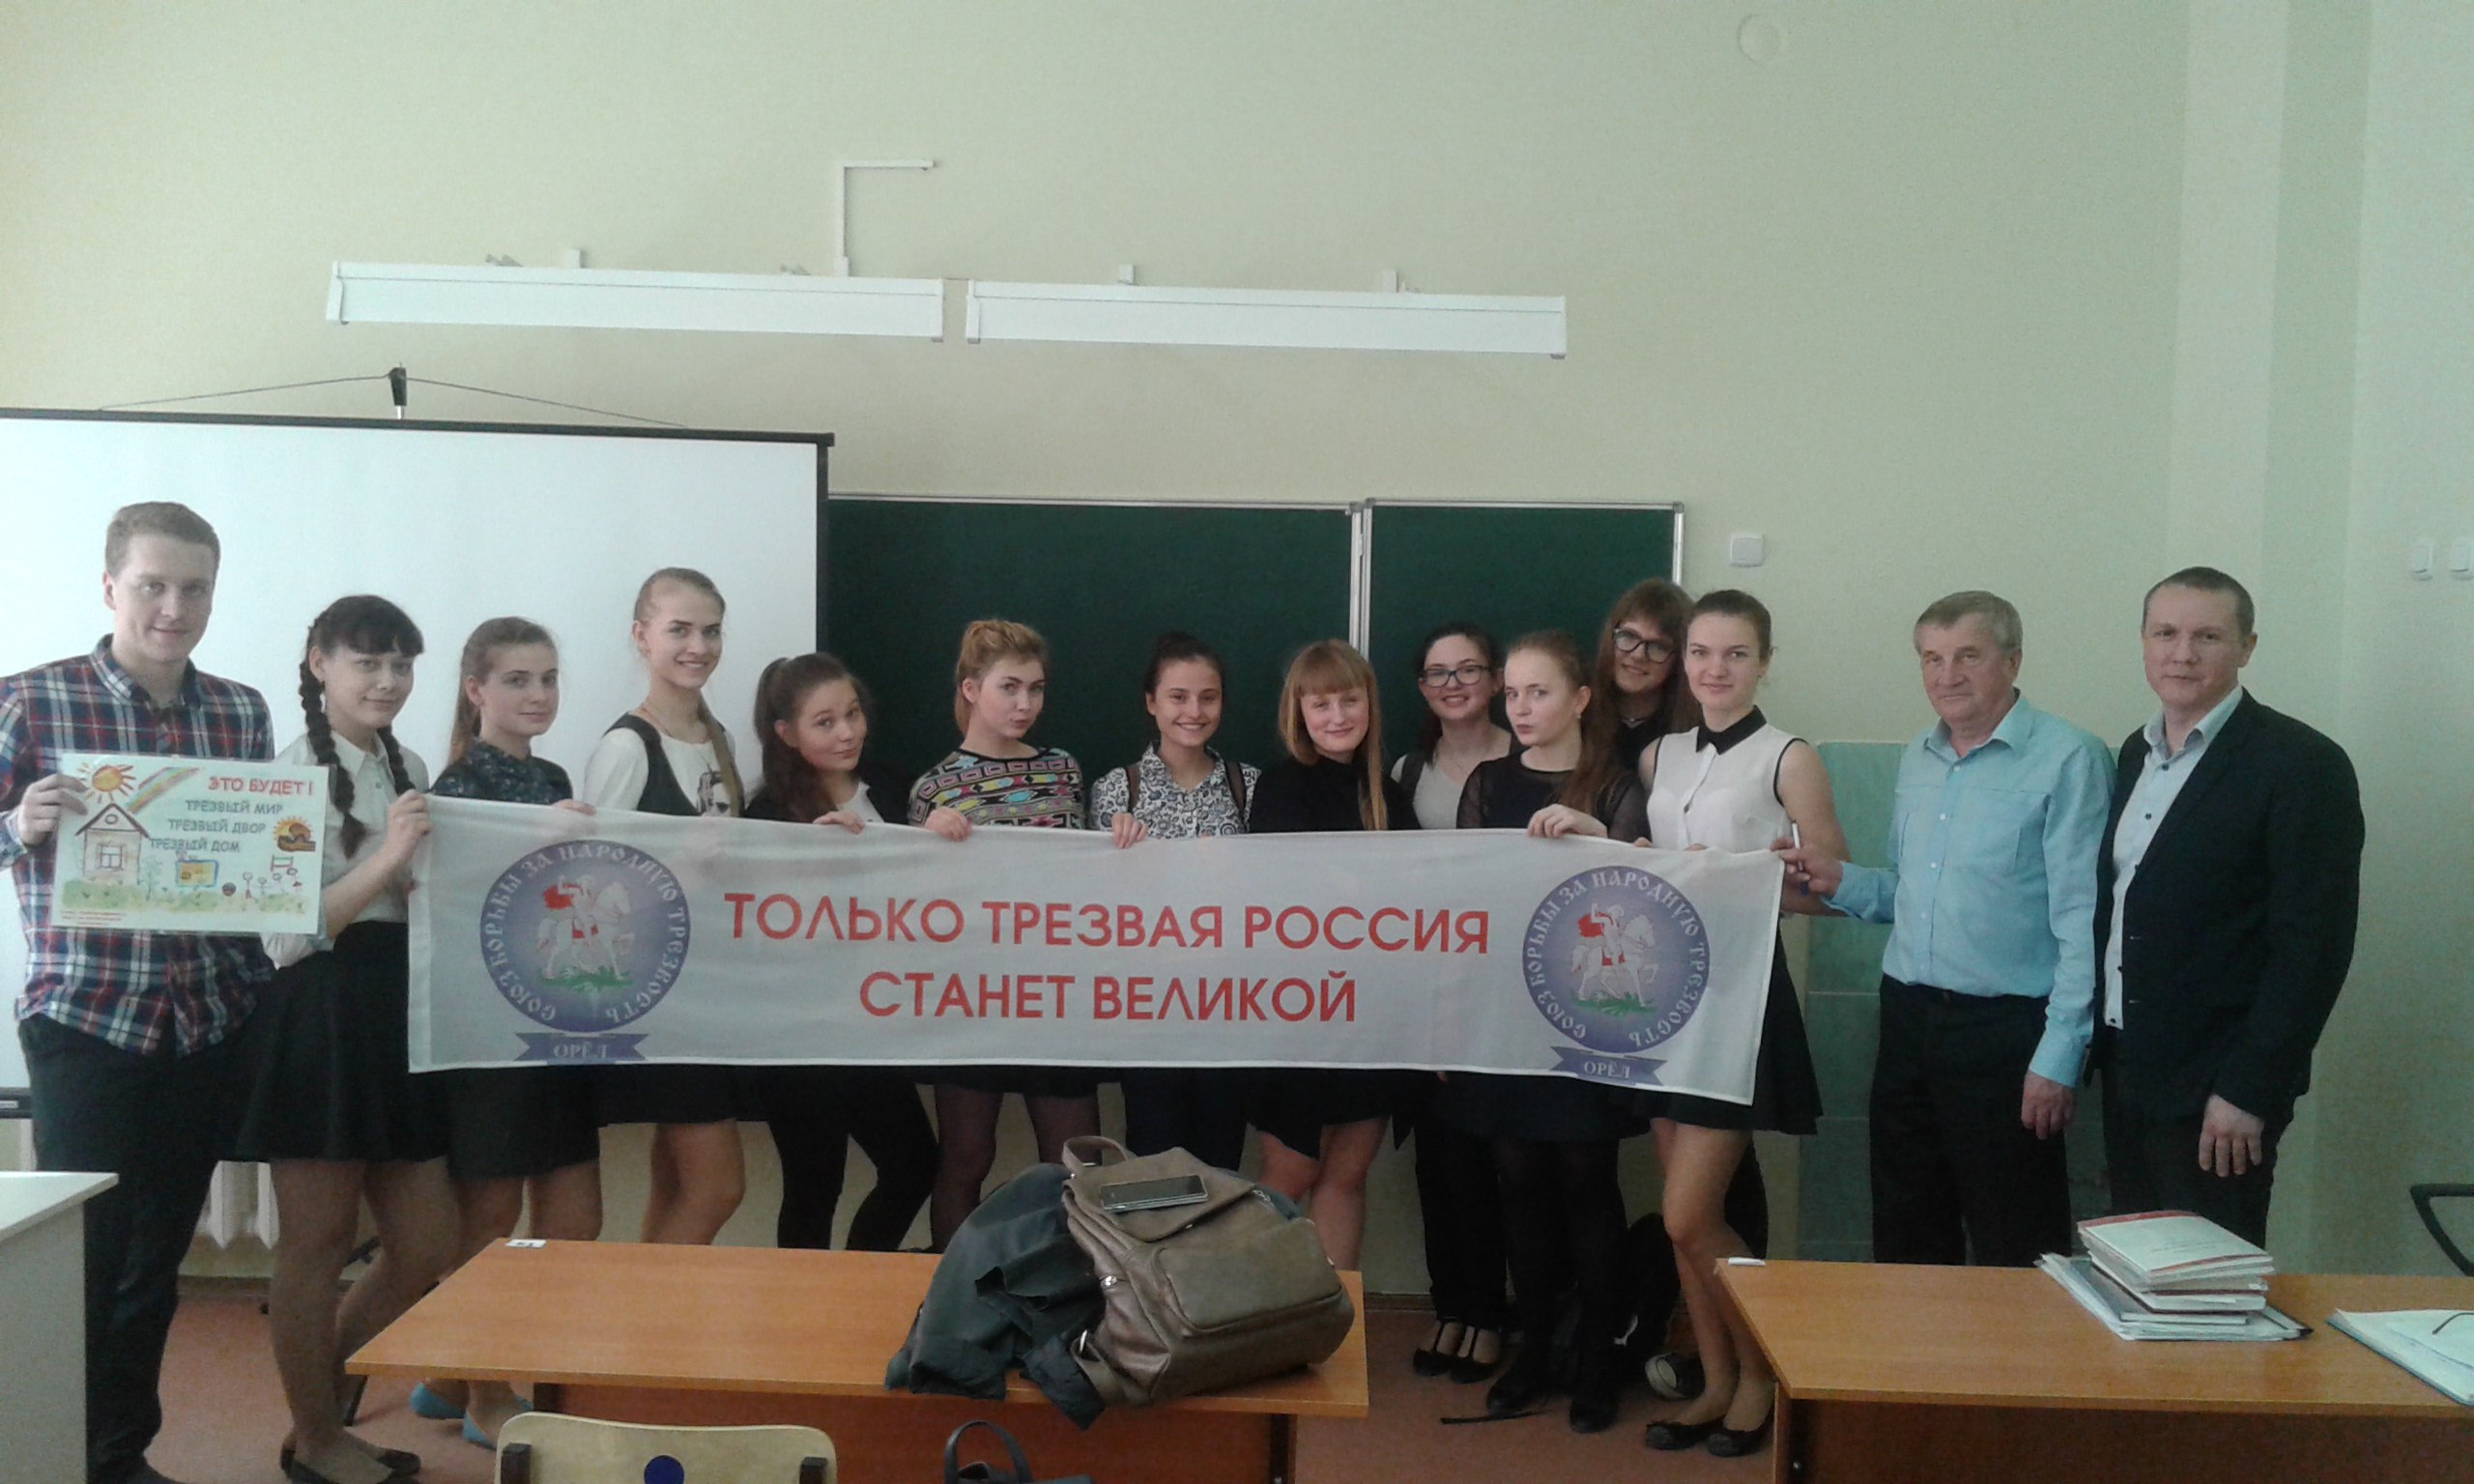 ЭТО БУДЕТ!
ТРЕЗВЫЙ МИР
ТРЕЗВЫЙ ДВОР
ТРЕЗВЫЙ ДОМ
СОЮЗ БОРЬБЫ ЗА НАРОДНУЮ ТРЕЗВОСТЬ
ОРЁЛ
ТОЛЬКО ТРЕЗВАЯ РОССИЯ
СТАНЕТ ВЕЛИКОЙ
СОЮЗ БОРЬБЫ ЗА НАРОДНУЮ ТРЕЗВОСТЬ
ОРЁЛ